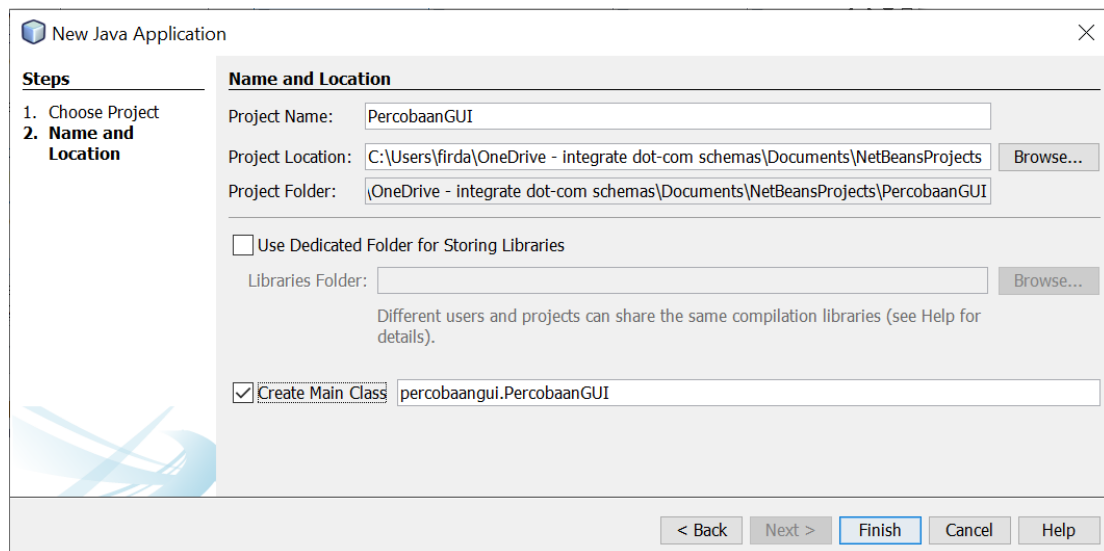 New Java Application
Steps
1. Choose Project
2. Name and
Location
Name and Location
Project Name: PercobaanGUI
Project Location: C:\Users\firda\OneDrive - integrate dot-com schemas\Documents\NetBeansProjects Browse...
Project Folder: \OneDrive - integrate dot-com schemas\Documents\NetBeansProjects\PercobaanGUI
Use Dedicated Folder for Storing Libraries
Libraries Folder: Browse...
Different users and projects can share the same compilation libraries (see Help for
details).
Create Main Class percobaangui.PercobaanGUI
< Back Next > Finish Cancel Help